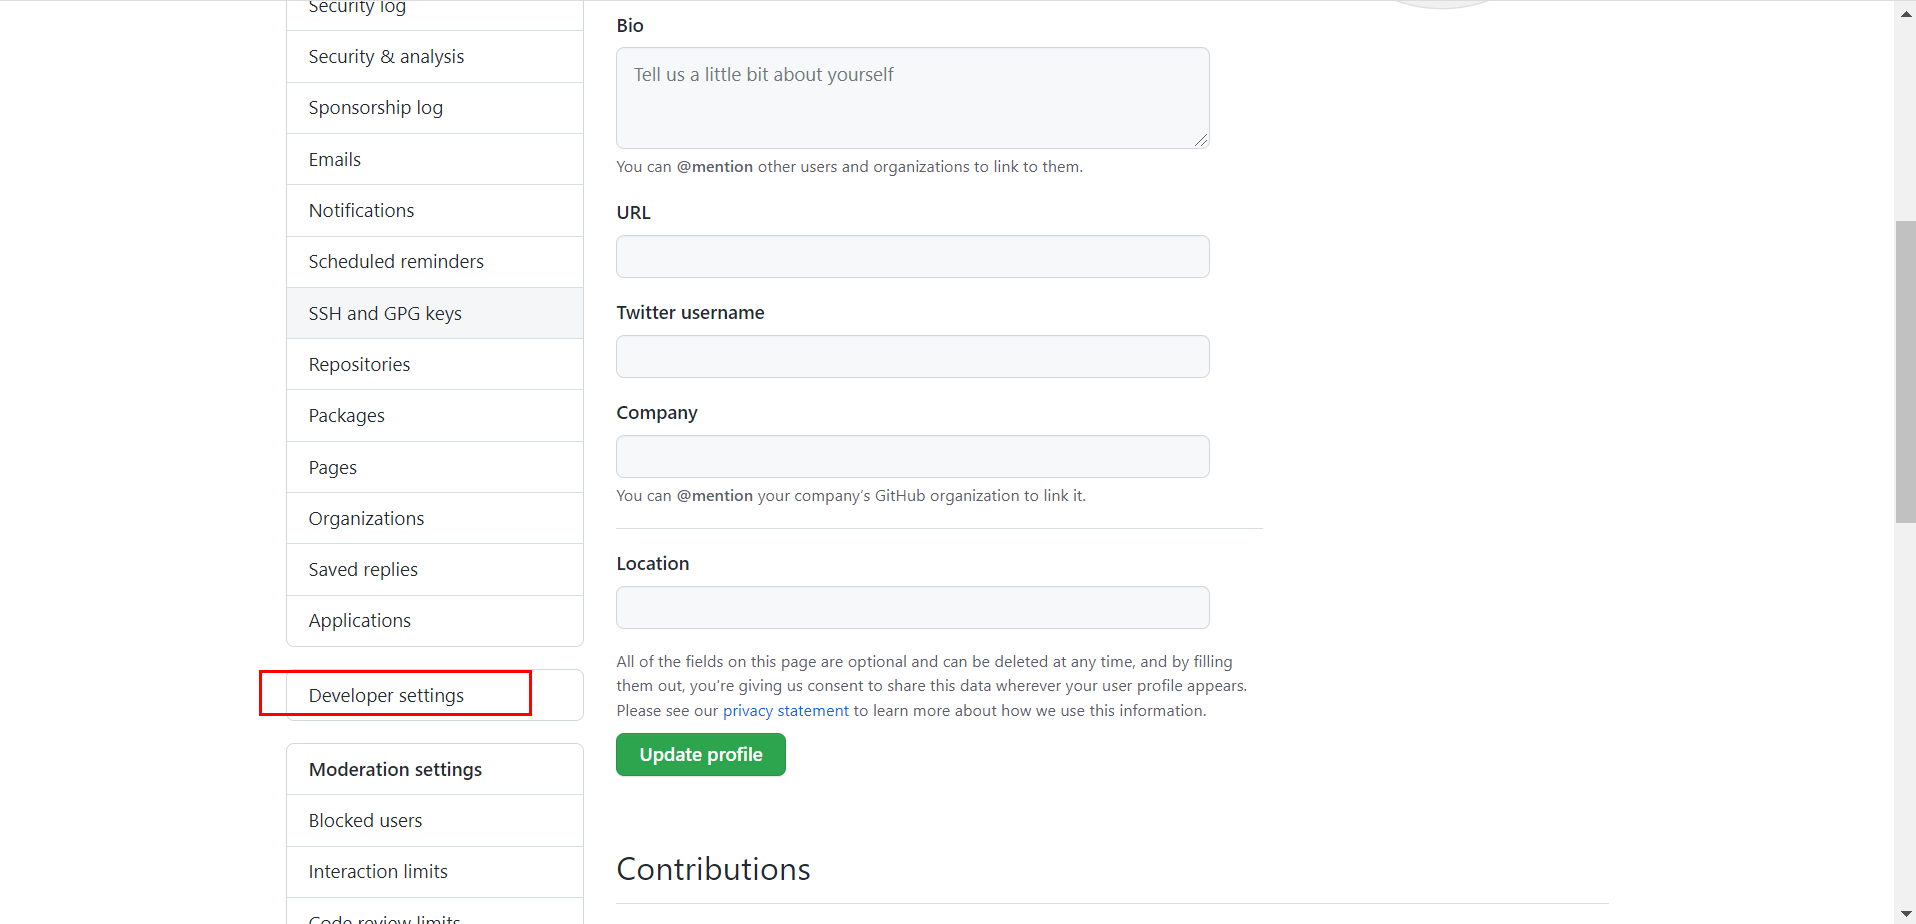 Security log
Security & analysis
Sponsorship log
Emails
Notifications
Scheduled reminders
SSH and GPG keys
Repositories
Packages
Pages
Organizations
Saved replies
Applications
Developer settings
Moderation settings
Blocked users
Interaction limits
Code review limits
Bio
Tell us a little bit about yourself
You can @mention other users and organizations to link to them.
URL
Twitter username
Company
You can @mention your company's GitHub organization to link it.
Location
All of the fields on this page are optional and can be deleted at any time, and by filling
them out, you're giving us consent to share this data wherever your user profile appears.
Please see our privacy statement to learn more about how we use this information.
Update profile
Contributions